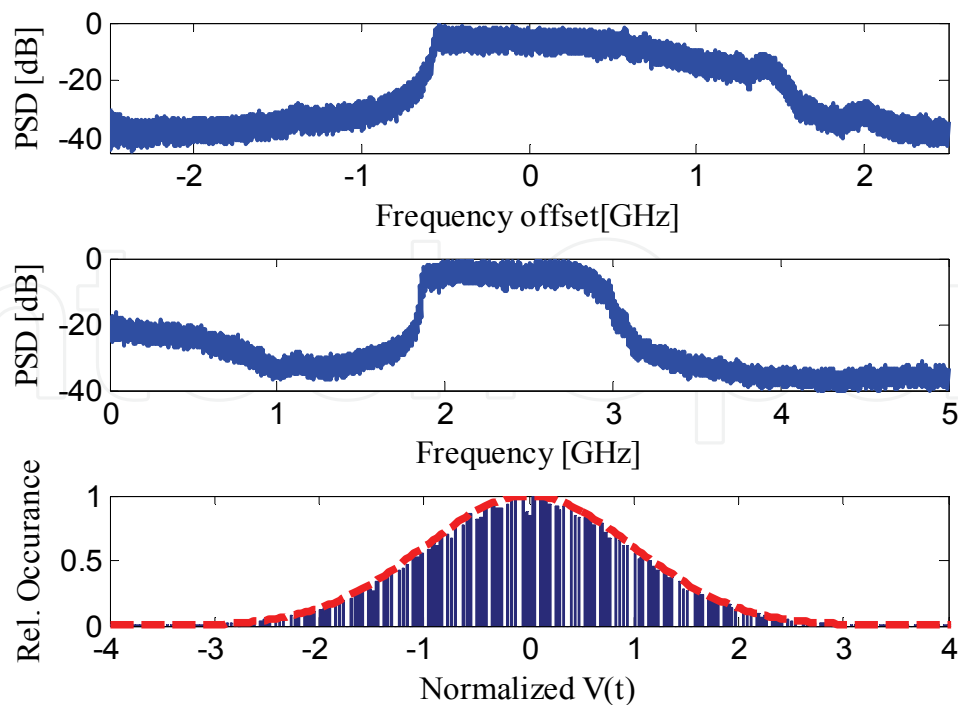 0
-20
-40
PSD [dB]
-2 -1 0 1 2
Frequency offset[GHz]
0
-20
-40
PSD [dB]
0 1 2 3 4 5
Frequency [GHz]
1
0.5
0
Rel. Occurance
-4 -3 -2 -1 0 1 2 3 4
Normalized V(t)